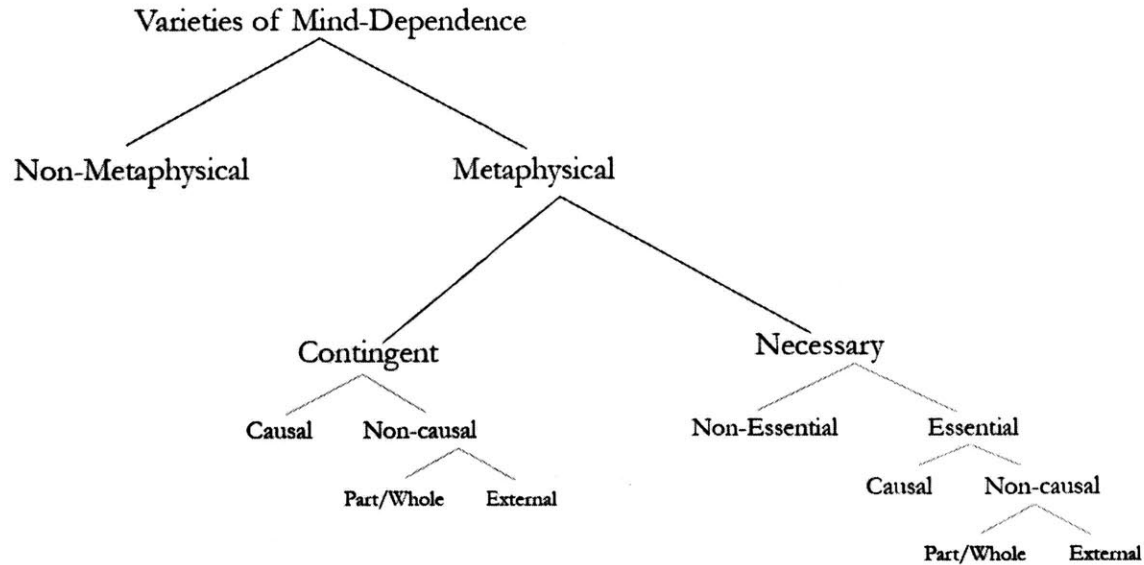 Varieties of Mind-Dependence
Non-Metaphysical Metaphysical
Contingent Necessary
Causal Non-causal Non-Essential Essential
Part/Whole External Causal Non-causal
Part/Whole External